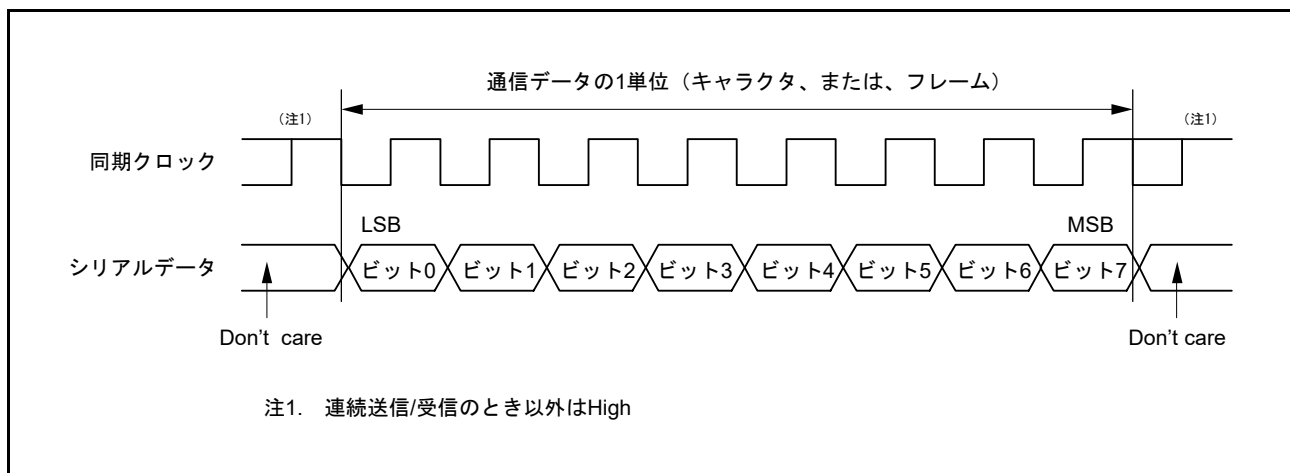 通信データの1単位（キャラクタ、または、フレーム）
（注1）
（注1）
同期クロック
LSB
MSB
シリアルデータ
ビット0
ビット1
ビット2
ビット3
ビット4
ビット5
ビット6
ビット7
Don't care
Don't care
注1. 連続送信/受信のとき以外はHigh